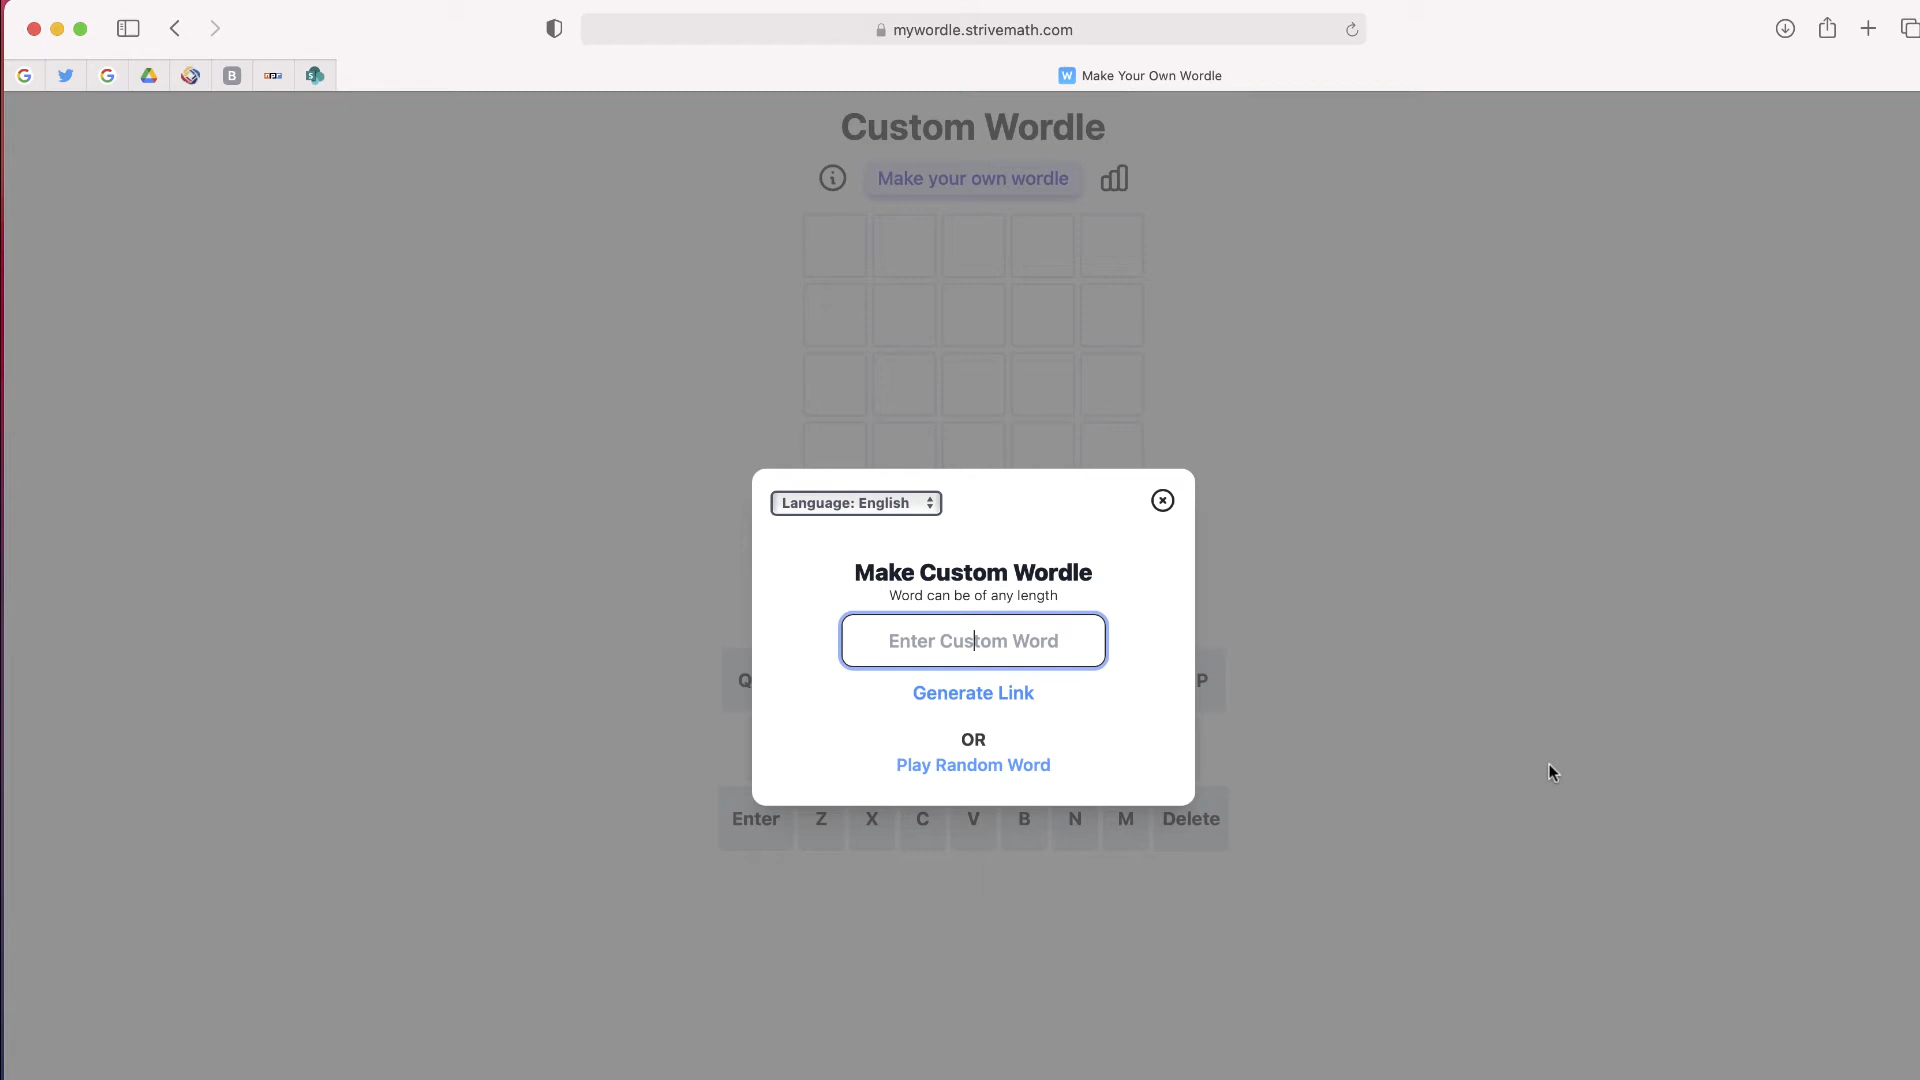 mywordle.strivemath.com
B
npr
S
W Make Your Own Wordle
Custom Wordle
Make your own wordle
Language: English
Make Custom Wordle
Word can be of any length
Enter Custom Word
Q
P
Generate Link
OR
Play Random Word
Enter Z X C V B N M Delete